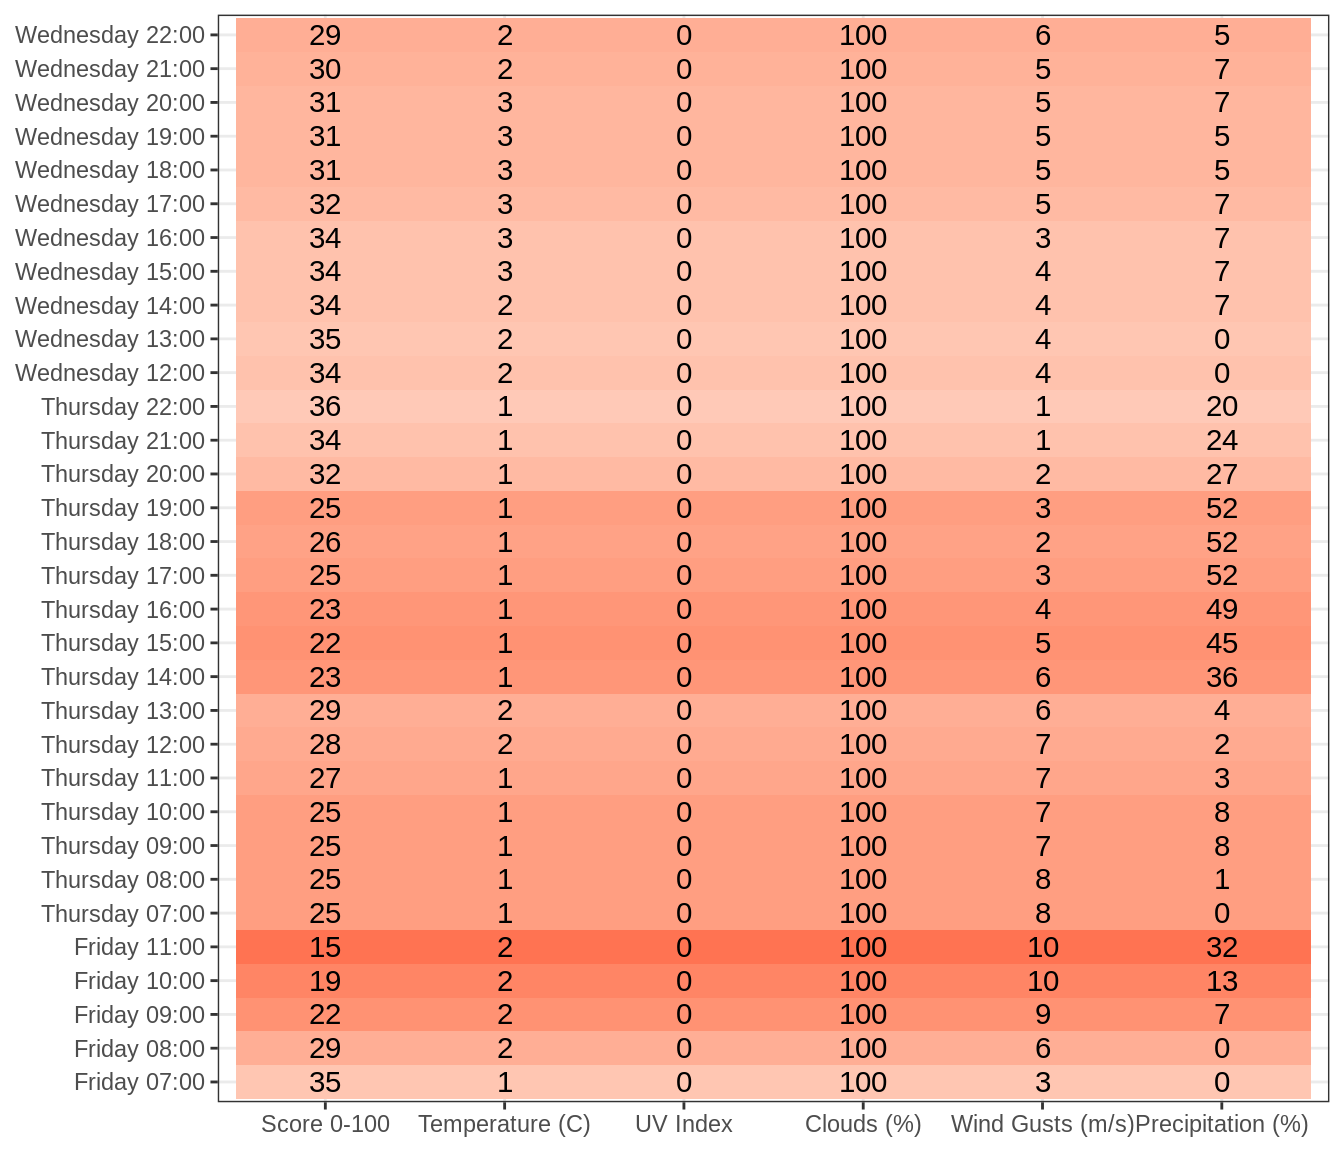 Wednesday 22:00 29 2 0 100 6 5
Wednesday 21:00 30 2 0 100 5 7
Wednesday 20:00 31 3 0 100 5 7
Wednesday 19:00 31 3 0 100 5 5
Wednesday 18:00 31 3 0 100 5 5
Wednesday 17:00 32 3 0 100 5 7
Wednesday 16:00 34 3 0 100 3 7
Wednesday 15:00 34 3 0 100 4 7
Wednesday 14:00 34 2 0 100 4 7
Wednesday 13:00 35 2 0 100 4 0
Wednesday 12:00 34 2 0 100 4 0
Thursday 22:00 36 1 0 100 1 20
Thursday 21:00 34 1 0 100 1 24
Thursday 20:00 32 1 0 100 2 27
Thursday 19:00 25 1 0 100 3 52
Thursday 18:00 26 1 0 100 2 52
Thursday 17:00 25 1 0 100 3 52
Thursday 16:00 23 1 0 100 4 49
Thursday 15:00 22 1 0 100 5 45
Thursday 14:00 23 1 0 100 6 36
Thursday 13:00 29 2 0 100 6 4
Thursday 12:00 28 2 0 100 7 2
Thursday 11:00 27 1 0 100 7 3
Thursday 10:00 25 1 0 100 7 8
Thursday 09:00 25 1 0 100 7 8
Thursday 08:00 25 1 0 100 8 1
Thursday 07:00 25 1 0 100 8 0
Friday 11:00 15 2 0 100 10 32
Friday 10:00 19 2 0 100 10 13
Friday 09:00 22 2 0 100 9 7
Friday 08:00 29 2 0 100 6 0
Friday 07:00 35 1 0 100 3 0
Score 0-100 Temperature (C) UV Index Clouds (%) Wind Gusts (m/s) Precipitation (%)